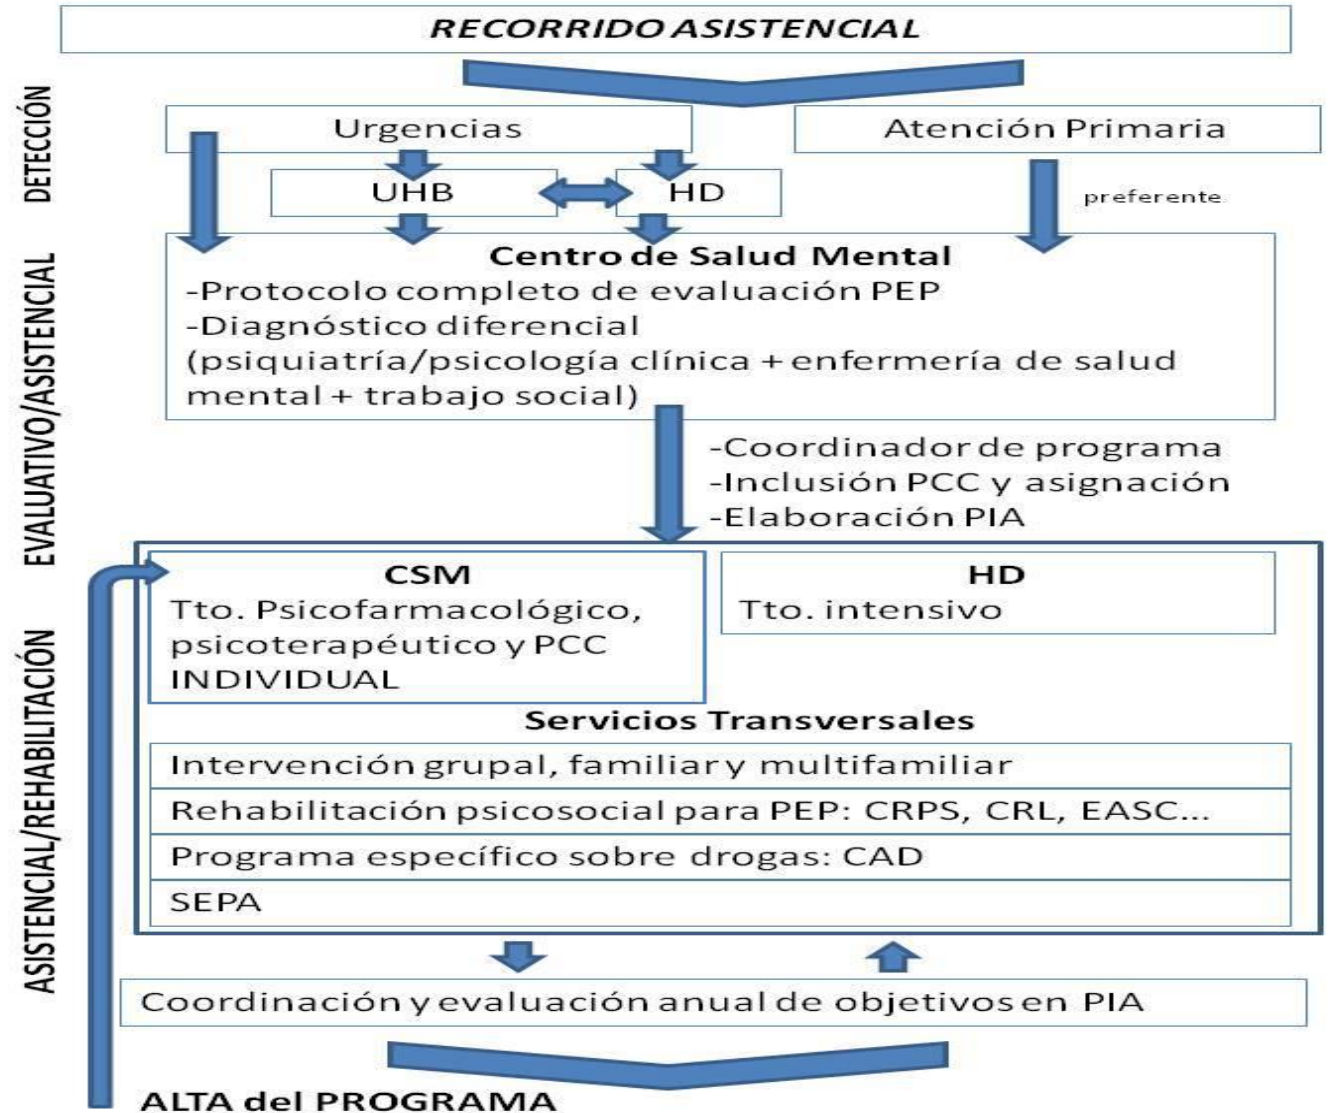 RECORRIDO ASISTENCIAL
DETECCIÓN
Urgencias
Atención Primaria
UHB
HD
preferente
EVALUATIVO/ASISTENCIAL
Centro de Salud Mental
-Protocolo completo de evaluación PEP
-Diagnóstico diferencial
(psiquiatría/psicología clínica + enfermería de salud
mental + trabajo social)
-Coordinador de programa
-Inclusión PCC y asignación
-Elaboración PIA
ASISTENCIAL/REHABILITACIÓN
CSM
Tto. Psicofarmacológico,
psicoterapéutico y PCC
INDIVIDUAL
HD
Tto. intensivo
Servicios Transversales
Intervención grupal, familiar y multifamiliar
Rehabilitación psicosocial para PEP: CRPS, CRL, EASC...
Programa específico sobre drogas: CAD
SEPA
Coordinación y evaluación anual de objetivos en PIA
ALTA del PROGRAMA